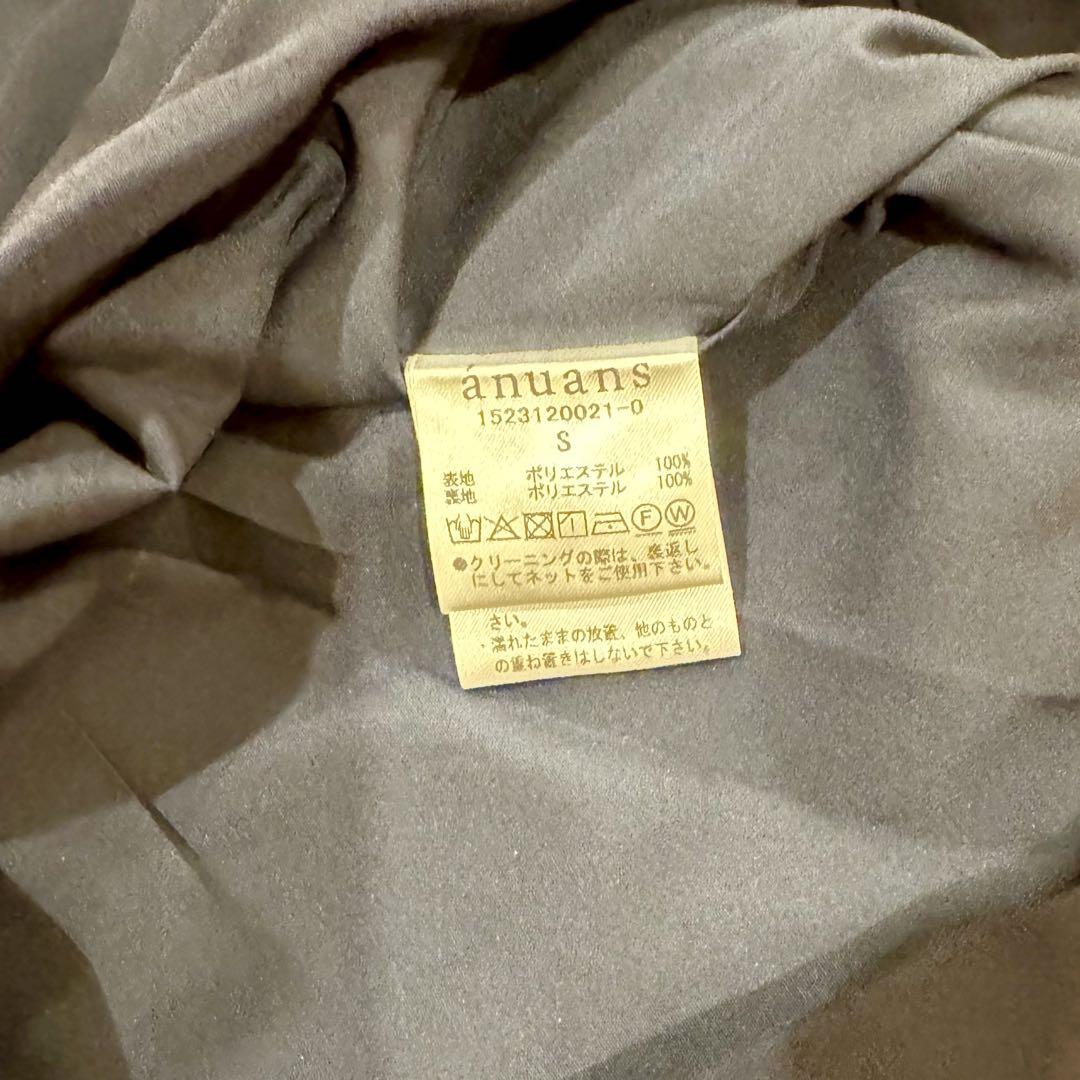 ánuans
1523120021-0
S
表地 ポリエステル 100%
裏地 ポリエステル 100%
F W
●クリーニングの際は、裏返し
にしてネットをご使用下さい。
さい。
・濡れたままの放置、他のものと
の重ね置きはしないで下さい。